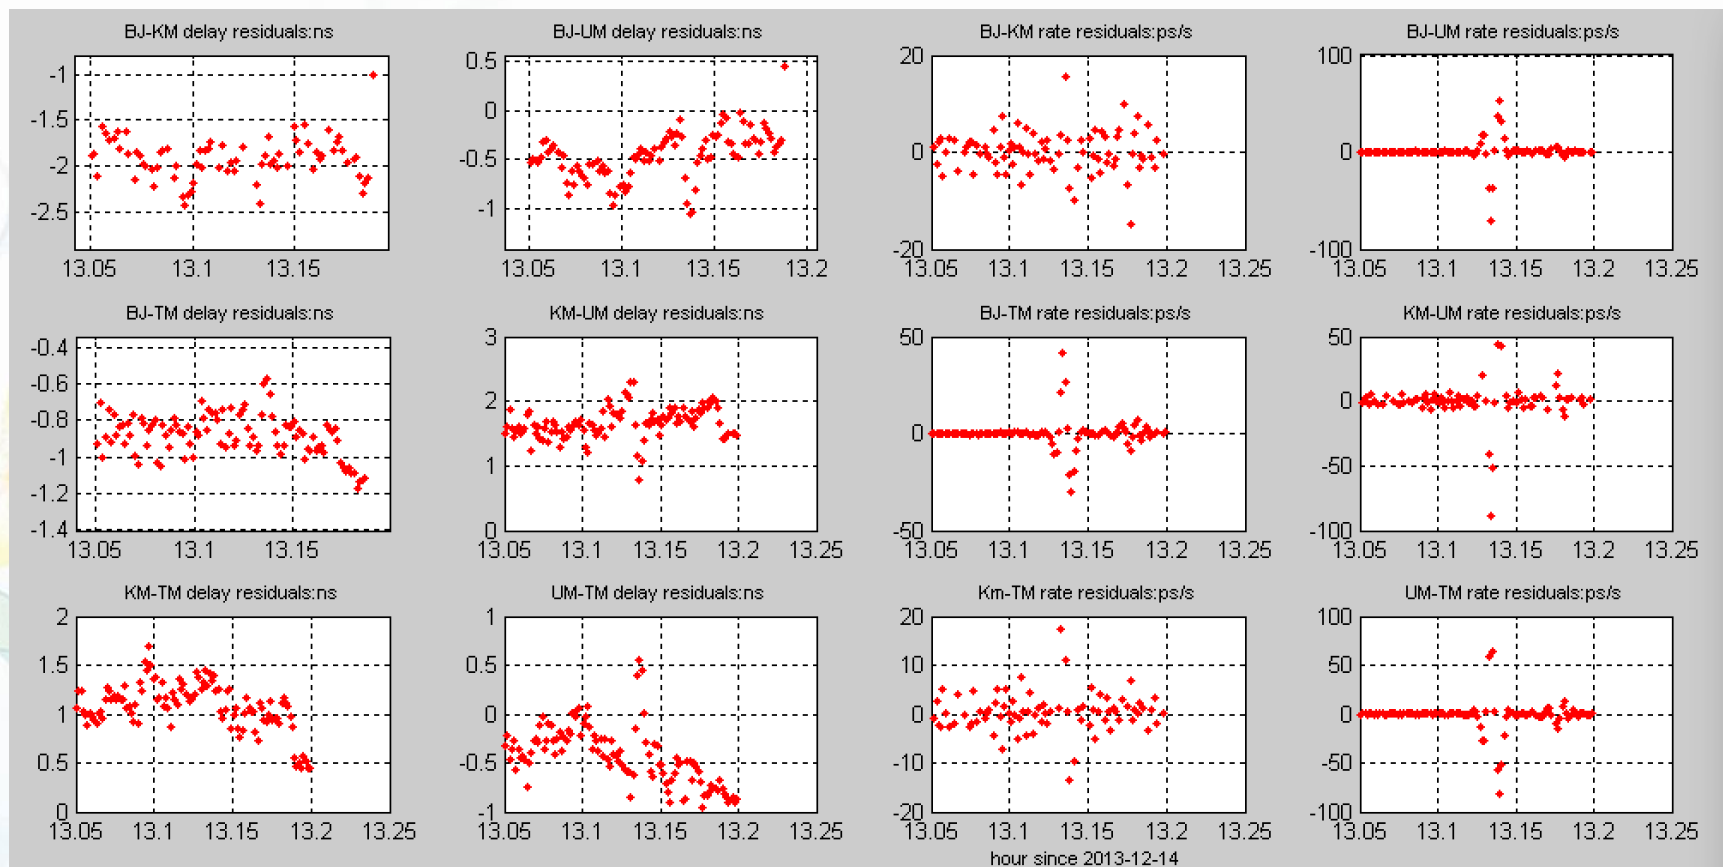 BJ-KM delay residuals:ns
-1
-1.5
-2
-2.5
13.05 13.1 13.15
BJ-UM delay residuals:ns
0.5
0
-0.5
-1
13.05 13.1 13.15 13.2
BJ-KM rate residuals:ps/s
20
0
-20
13.05 13.1 13.15 13.2 13.25
BJ-UM rate residuals:ps/s
100
0
-100
13.05 13.1 13.15 13.2 13.25
BJ-TM delay residuals:ns
-0.4
-0.6
-0.8
-1
-1.2
-1.4
13.05 13.1 13.15
KM-UM delay residuals:ns
3
2
1
0
13.05 13.1 13.15 13.2 13.25
BJ-TM rate residuals:ps/s
50
0
-50
13.05 13.1 13.15 13.2 13.25
KM-UM rate residuals:ps/s
50
0
-50
-100
13.05 13.1 13.15 13.2 13.25
KM-TM delay residuals:ns
2
1.5
1
0.5
0
13.05 13.1 13.15 13.2 13.25
UM-TM delay residuals:ns
1
0.5
0
-0.5
-1
13.05 13.1 13.15 13.2 13.25
Km-TM rate residuals:ps/s
20
10
0
-10
-20
13.05 13.1 13.15 13.2 13.25
hour since 2013-12-14
UM-TM rate residuals:ps/s
100
50
0
-50
-100
13.05 13.1 13.15 13.2 13.25